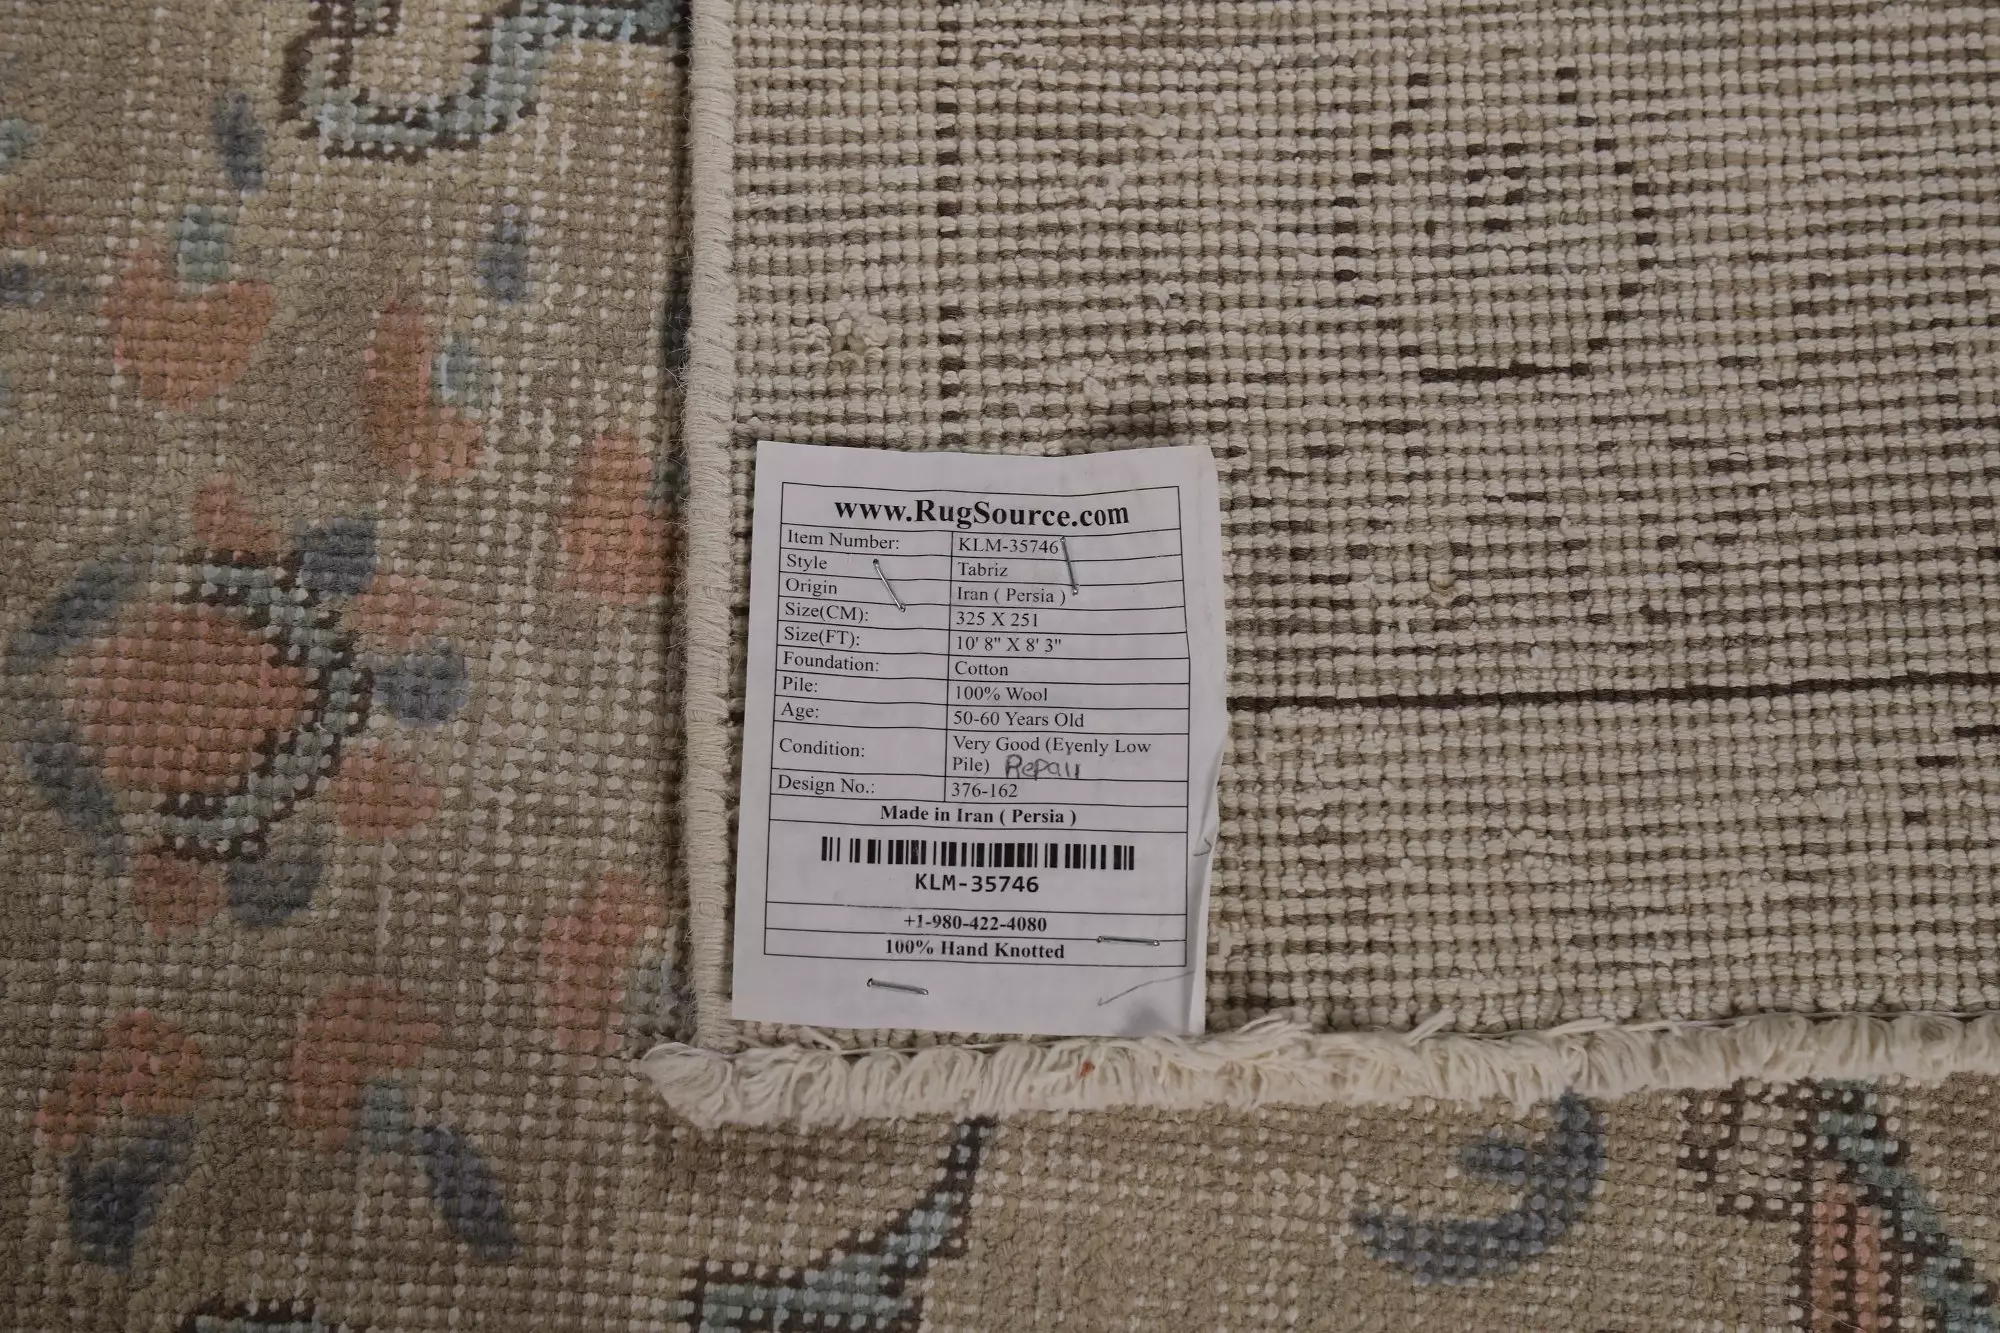 www.RugSource.com
Item Number: KLM-35746
Style Tabriz
Origin Iran ( Persia )
Size(CM): 325 X 251
Size(FT): 10' 8" X 8' 3"
Foundation: Cotton
Pile: 100% Wool
Age: 50-60 Years Old
Condition: Very Good (Evenly Low
Pile) Repair
Design No.: 376-162
Made in Iran ( Persia )
KLM-35746
+1-980-422-4080
100% Hand Knotted